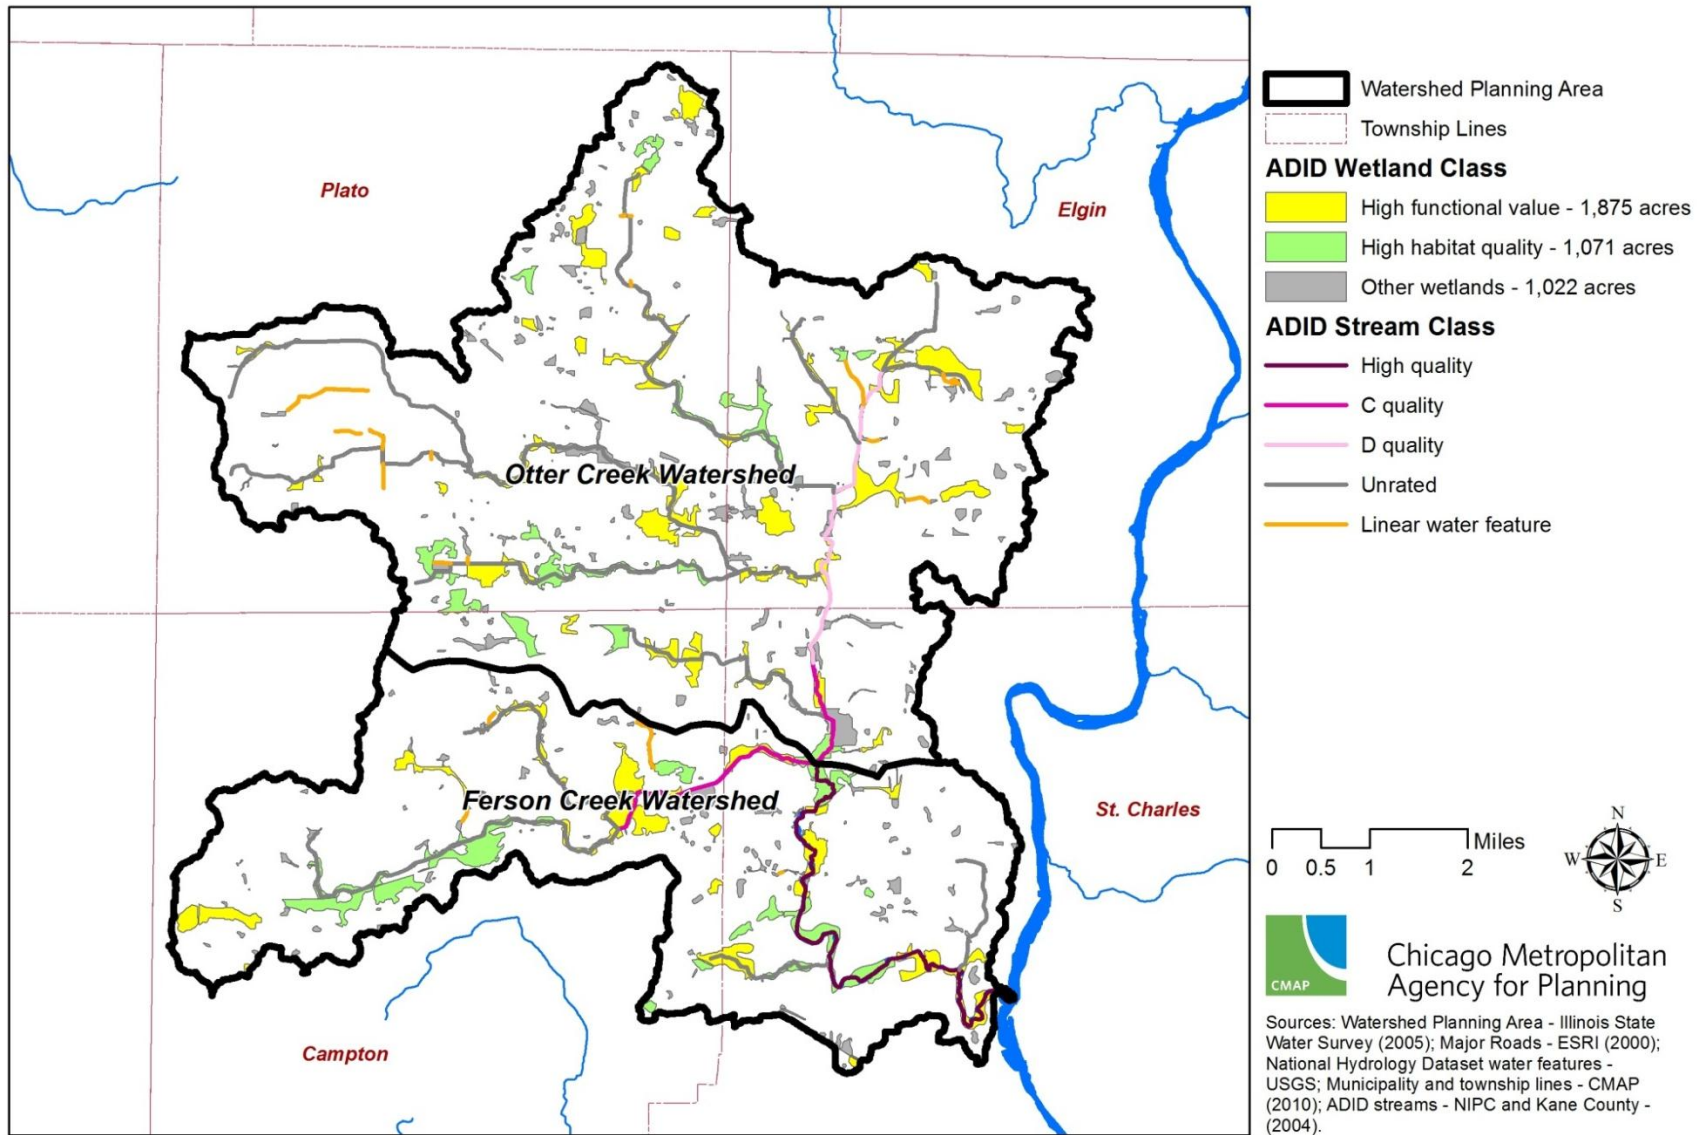 Plato
Elgin
Otter Creek Watershed
Ferson Creek Watershed
St. Charles
Campton
Watershed Planning Area
Township Lines
ADID Wetland Class
High functional value - 1,875 acres
High habitat quality - 1,071 acres
Other wetlands - 1,022 acres
ADID Stream Class
High quality
C quality
D quality
Unrated
Linear water feature
Miles
0 0.5 1 2
N
W E
S
CMAP
Chicago Metropolitan
Agency for Planning
Sources: Watershed Planning Area - Illinois State
Water Survey (2005); Major Roads - ESRI (2000);
National Hydrology Dataset water features -
USGS; Municipality and township lines - CMAP
(2010); ADID streams - NIPC and Kane County -
(2004).